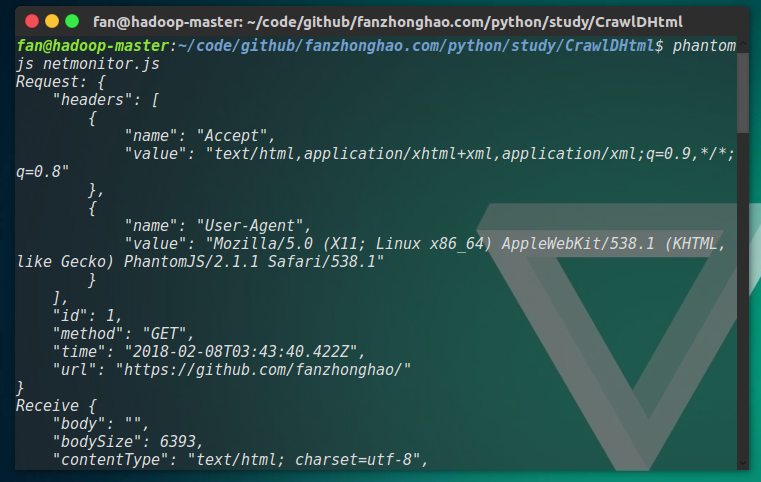 fan@hadoop-master: ~/code/github/fanzhonghao.com/python/study/CrawlDHtml
fan@hadoop-master:~/code/github/fanzhonghao.com/python/study/CrawlDHtml$ phantom
js netmonitor.js
Request: {
    "headers": [
        {
            "name": "Accept",
            "value": "text/html,application/xhtml+xml,application/xml;q=0.9,*/*;
q=0.8"
        },
        {
            "name": "User-Agent",
            "value": "Mozilla/5.0 (X11; Linux x86_64) AppleWebKit/538.1 (KHTML,
like Gecko) PhantomJS/2.1.1 Safari/538.1"
        }
    ],
    "id": 1,
    "method": "GET",
    "time": "2018-02-08T03:43:40.422Z",
    "url": "https://github.com/fanzhonghao/"
}
Receive {
    "body": "",
    "bodySize": 6393,
    "contentType": "text/html; charset=utf-8",